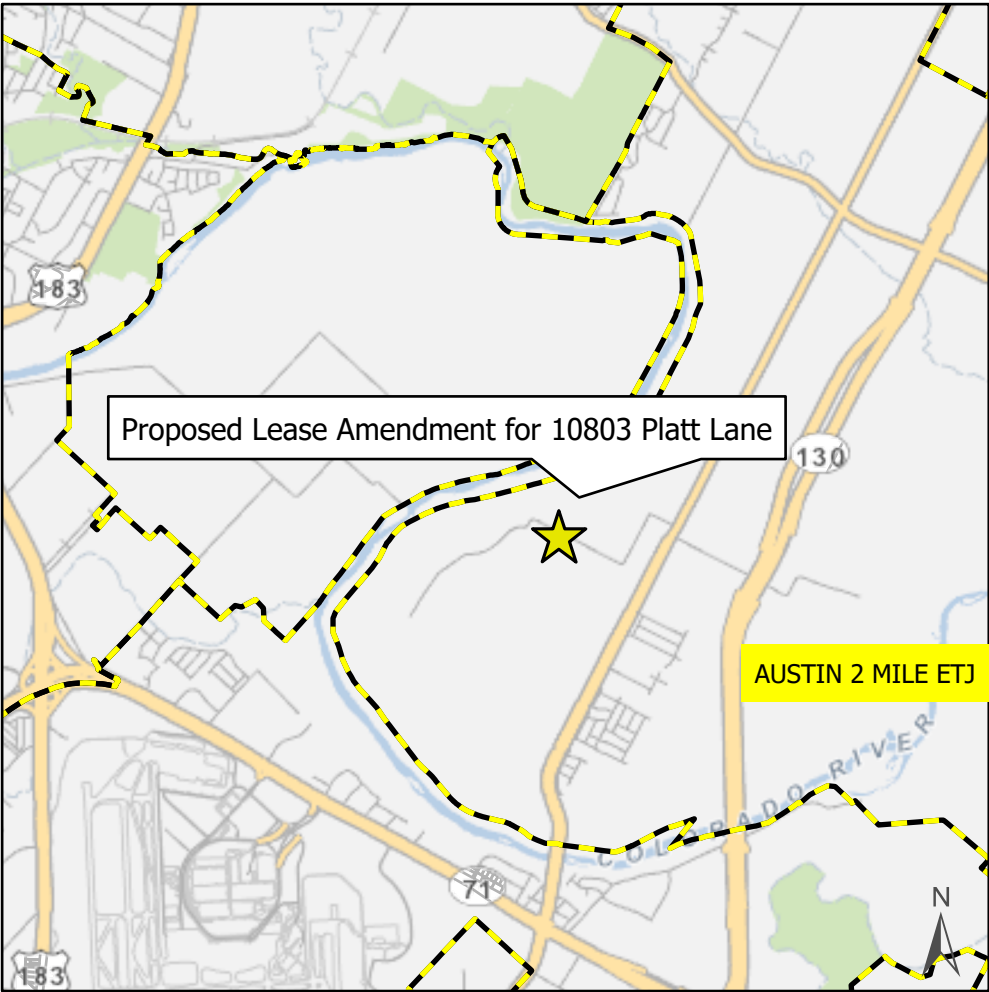 183
Proposed Lease Amendment for 10803 Platt Lane
130
AUSTIN 2 MILE ETJ
COLORADO RIVER
71
N
183